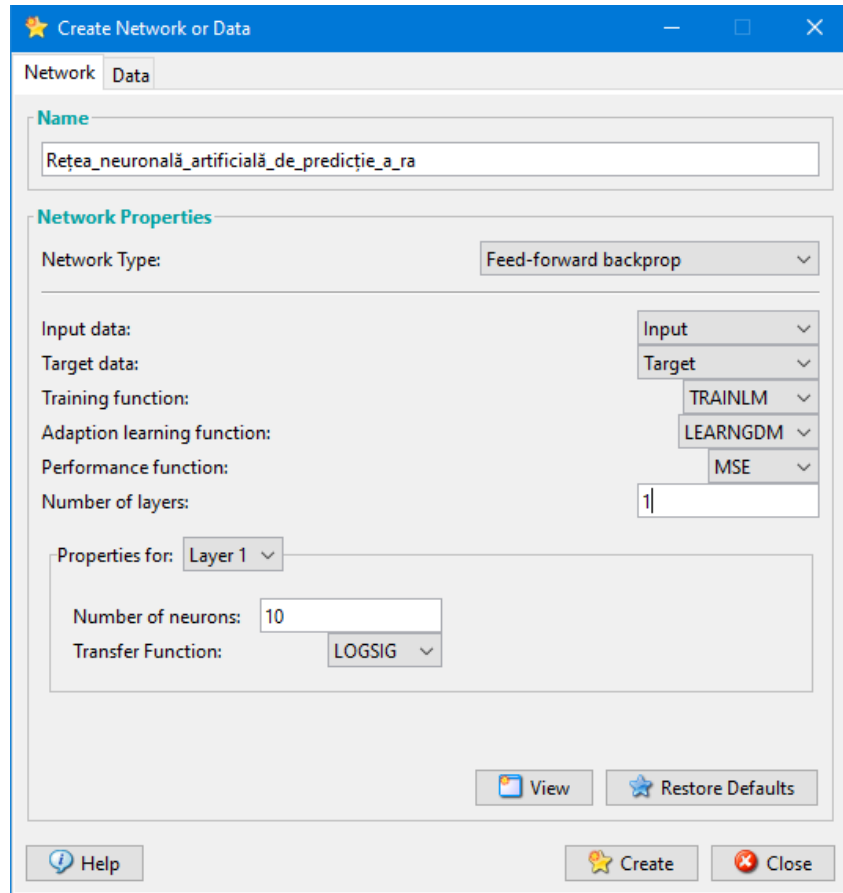 Create Network or Data
Network Data
Name
Rețea_neuronală_artificială_de_predicție_a_ra
Network Properties
Network Type: Feed-forward backprop
Input data: Input
Target data: Target
Training function: TRAINLM
Adaption learning function: LEARNGDM
Performance function: MSE
Number of layers: 1
Properties for: Layer 1
Number of neurons: 10
Transfer Function: LOGSIG
View Restore Defaults
Help Create Close